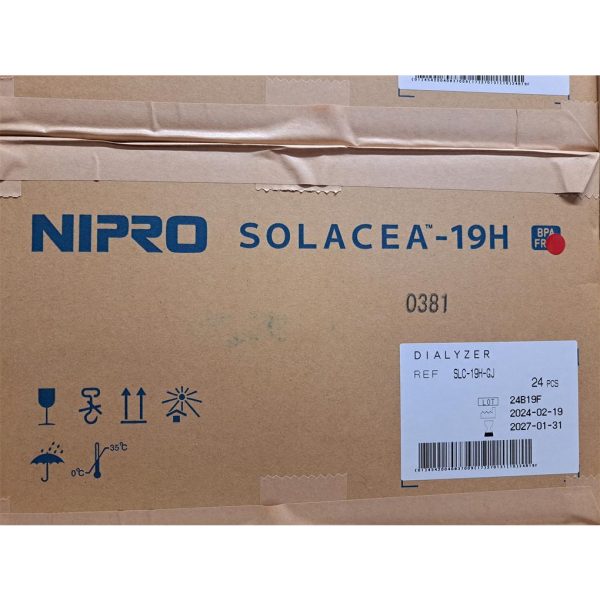 NIPRO SOLACEA™-19H BPA
0381
DIALYZER
REF SLC-19H-GJ
24 PCS
LOT 24B19F
2024-02-19
2027-01-31
35℃
0℃